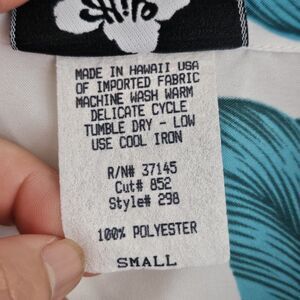 MADE IN HAWAII USA
OF IMPORTED FABRIC
MACHINE WASH WARM
DELICATE CYCLE
TUMBLE DRY - LOW
USE COOL IRON
R/N# 37145
Cut# 852
Style# 298
100% POLYESTER
SMALL